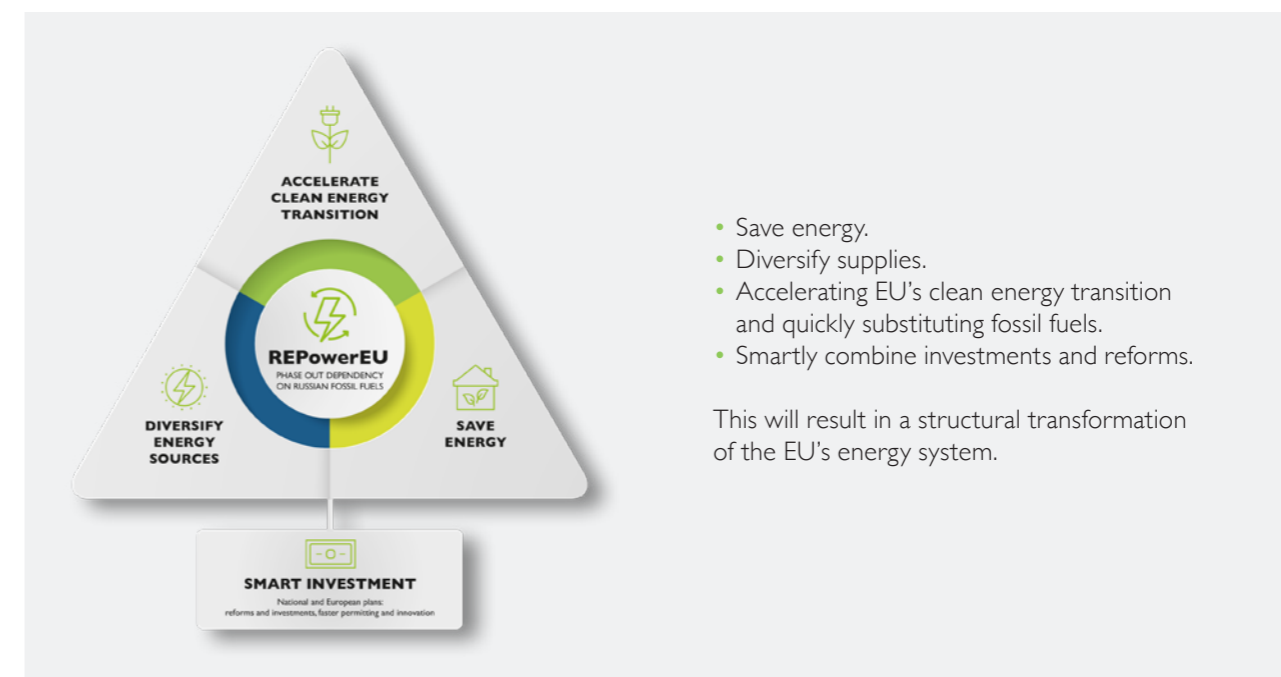 ACCELERATE
CLEAN ENERGY
TRANSITION
REPowerEU
PHASE OUT DEPENDENCY
ON RUSSIAN FOSSIL FUELS
DIVERSIFY
ENERGY
SOURCES
SAVE
ENERGY
SMART INVESTMENT
National and European plans:
reforms and investments, faster permitting and innovation
• Save energy.
• Diversify supplies.
• Accelerating EU’s clean energy transition
and quickly substituting fossil fuels.
• Smartly combine investments and reforms.
This will result in a structural transformation
of the EU’s energy system.